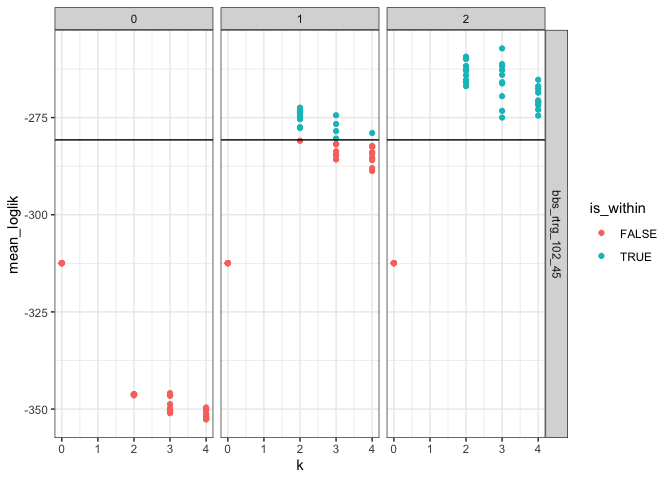 0
1
2
-275
-300
-325
-350
mean_loglik
0 1 2 3 4
0 1 2 3 4
0 1 2 3 4
k
bbs_rtrg_102_45
is_within
FALSE
TRUE